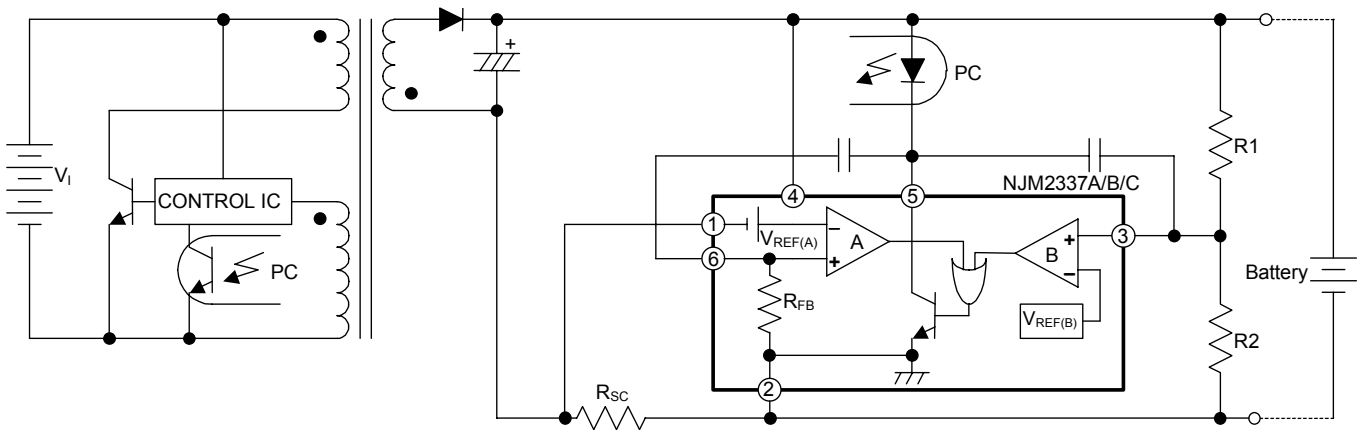 +
PC
R1
NJM2337A/B/C
V_I
CONTROL IC
4
5
1
V_REF(A)
−
A
+
3
B
−
6
+
PC
R_FB
V_REF(B)
Battery
R2
2
R_SC